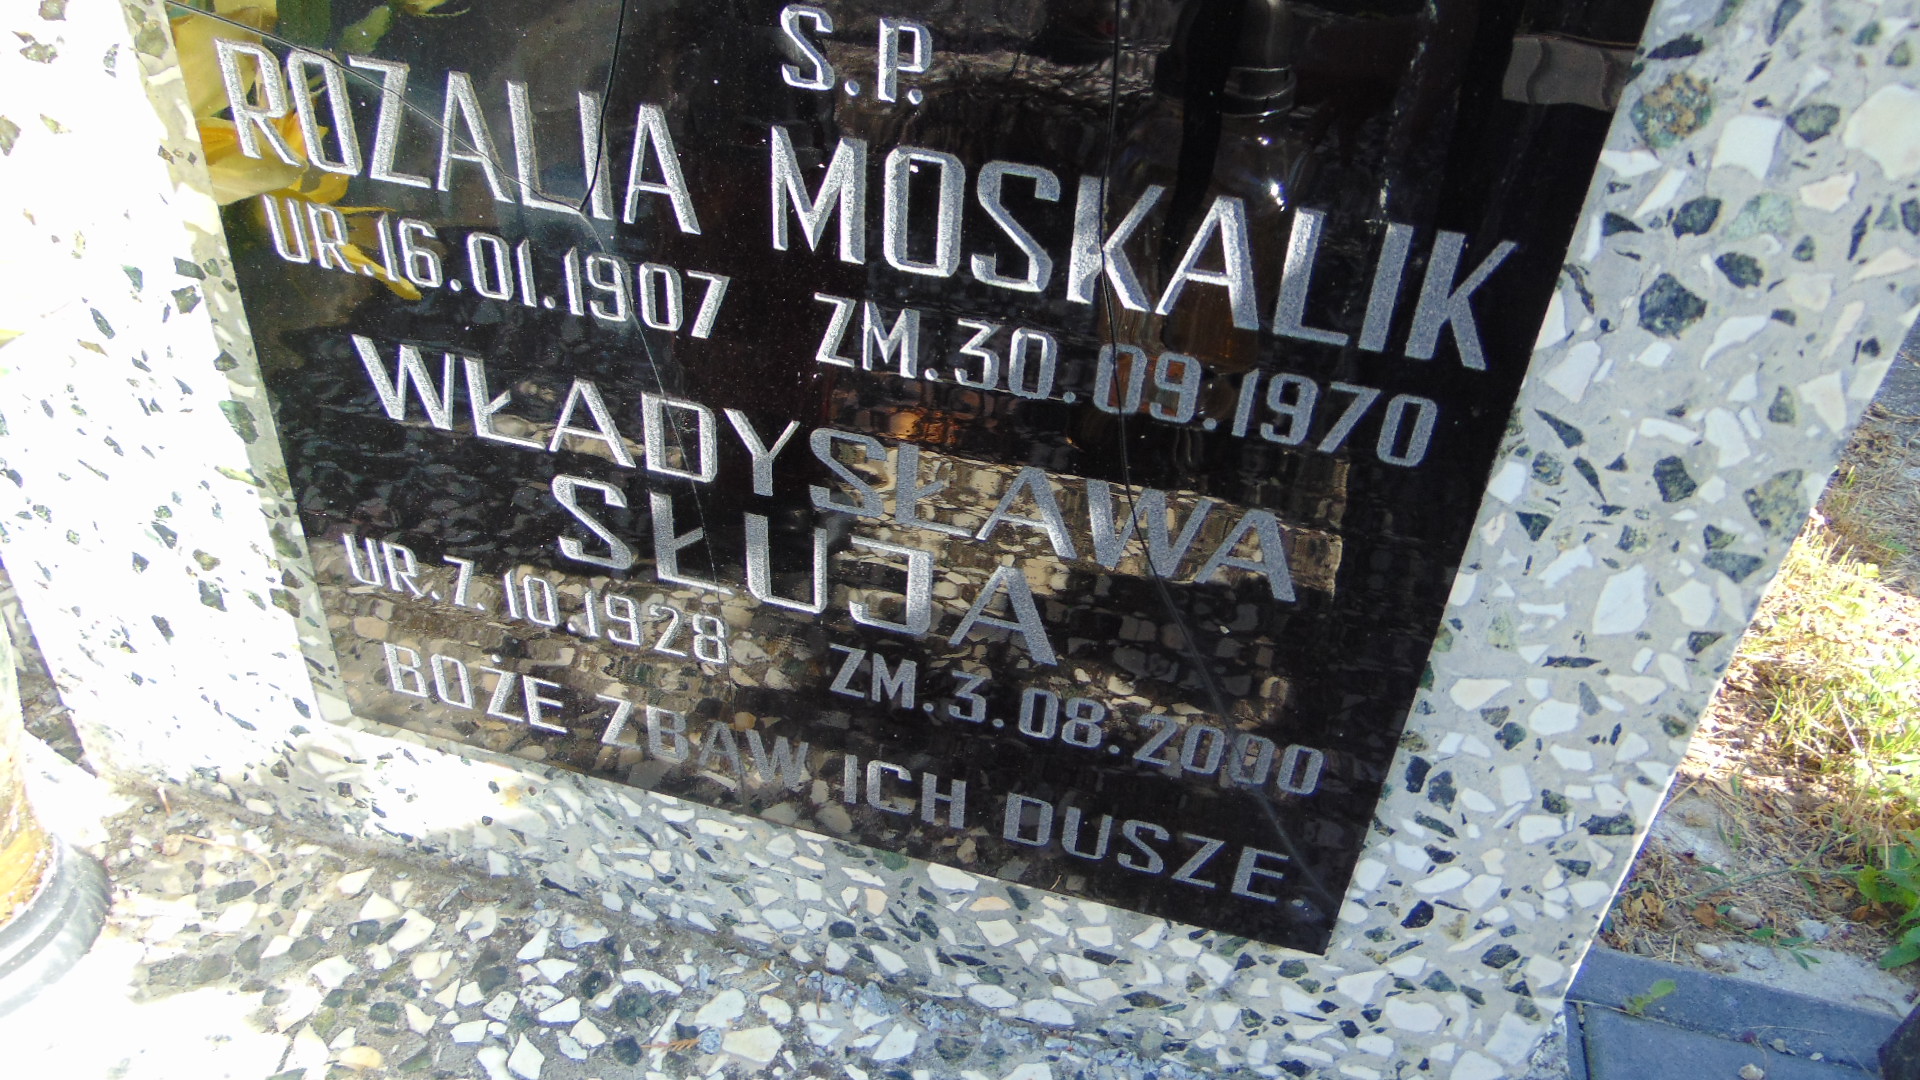 S.P.
ROZALIA MOSKALIK
UR.16.01.1907 ZM.30.09.1970
WŁADYSŁAWA
SŁUJA
UR.7.10.1928 ZM.3.08.2000
BOŻE ZBAW ICH DUSZE.